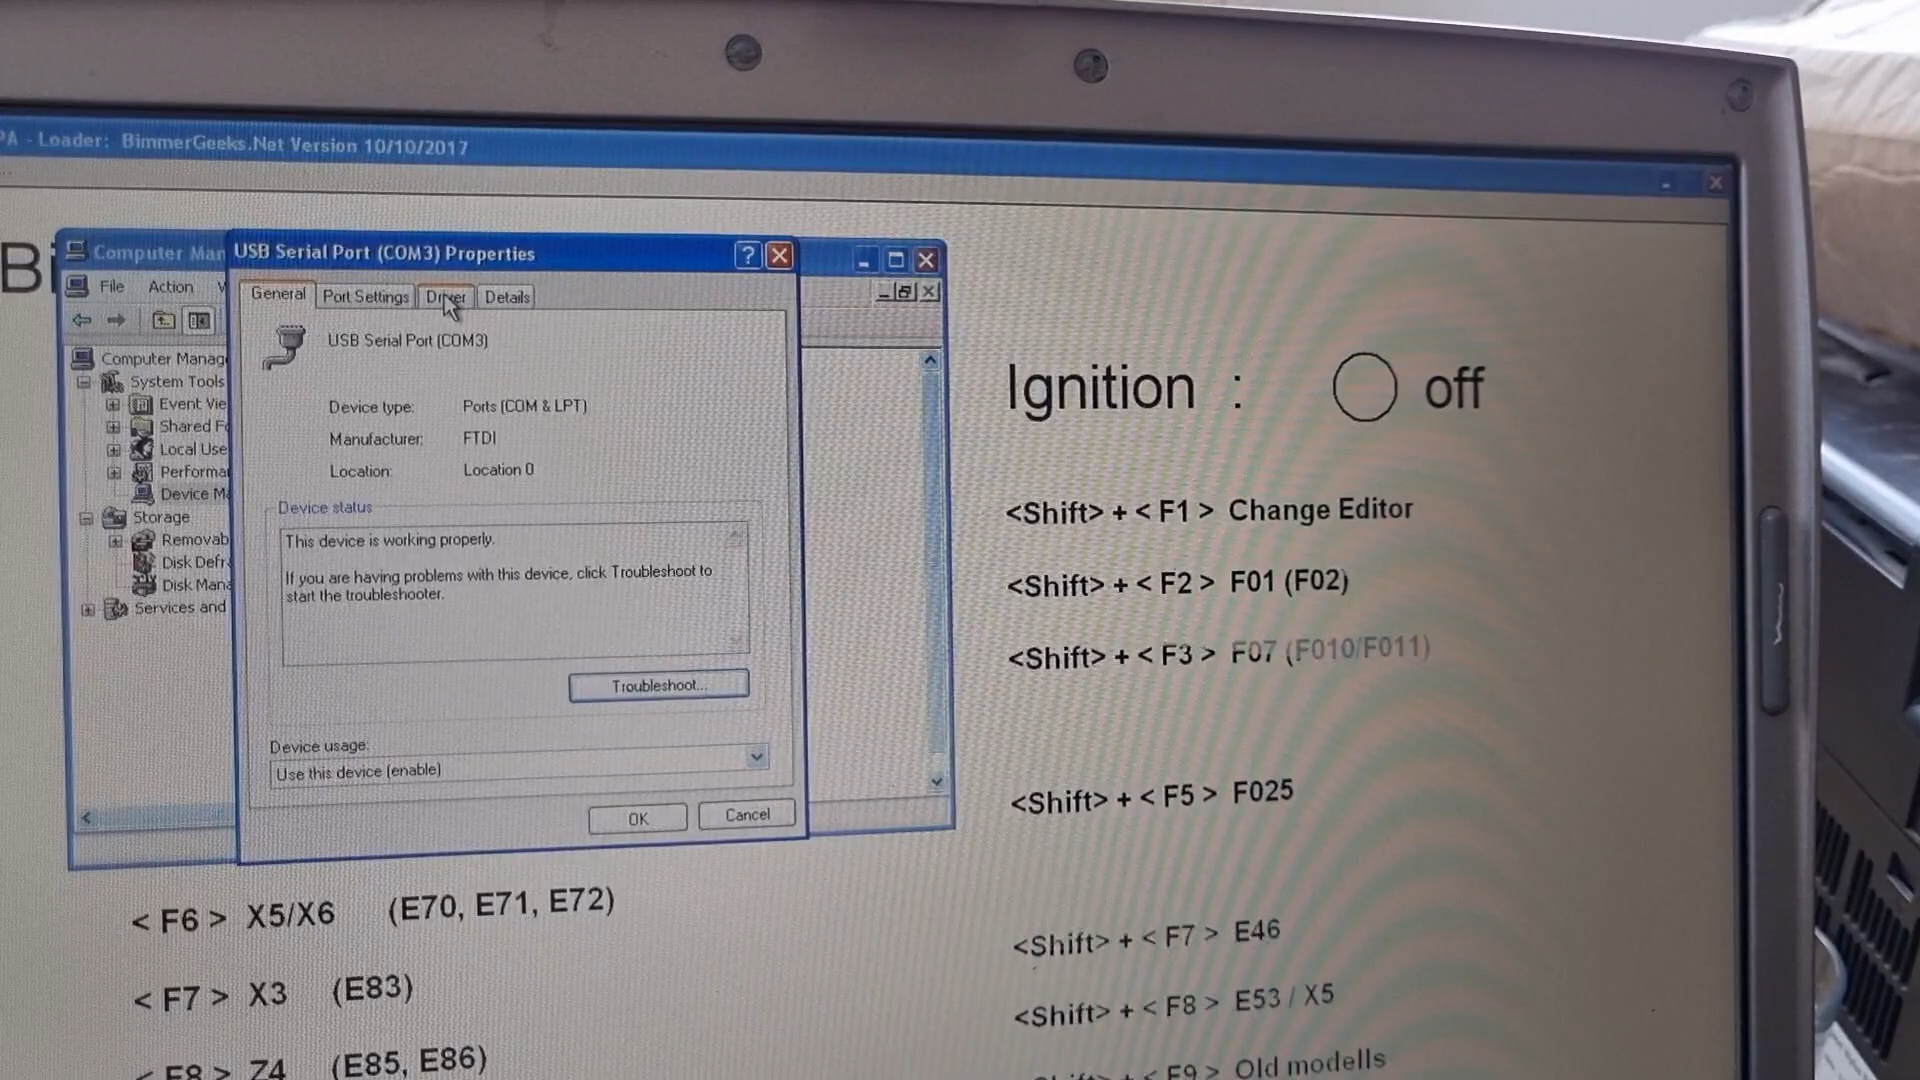 PA - Loader: BimmerGeeks.Net Version 10/10/2017
Bi
Computer Man
File Action V
Computer Manag
System Tools
Event Vie
Shared Fo
Local Use
Performa
Device Ma
Storage
Removab
Disk Defr
Disk Mana
Services and
USB Serial Port (COM3) Properties
General Port Settings Driver Details
USB Serial Port (COM3)
Device type: Ports (COM & LPT)
Manufacturer: FTDI
Location: Location 0
Device status
This device is working properly.
If you are having problems with this device, click Troubleshoot to
start the troubleshooter.
Troubleshoot...
Device usage:
Use this device (enable)
OK Cancel
Ignition : off
<Shift> + < F1 > Change Editor
<Shift> + < F2 > F01 (F02)
<Shift> + < F3 > F07 (F010/F011)
<Shift> + < F5 > F025
< F6 > X5/X6 (E70, E71, E72)
< F7 > X3 (E83)
< F8 > Z4 (E85, E86)
<Shift> + < F7 > E46
<Shift> + < F8 > E53 / X5
+ < F9 > Old modells